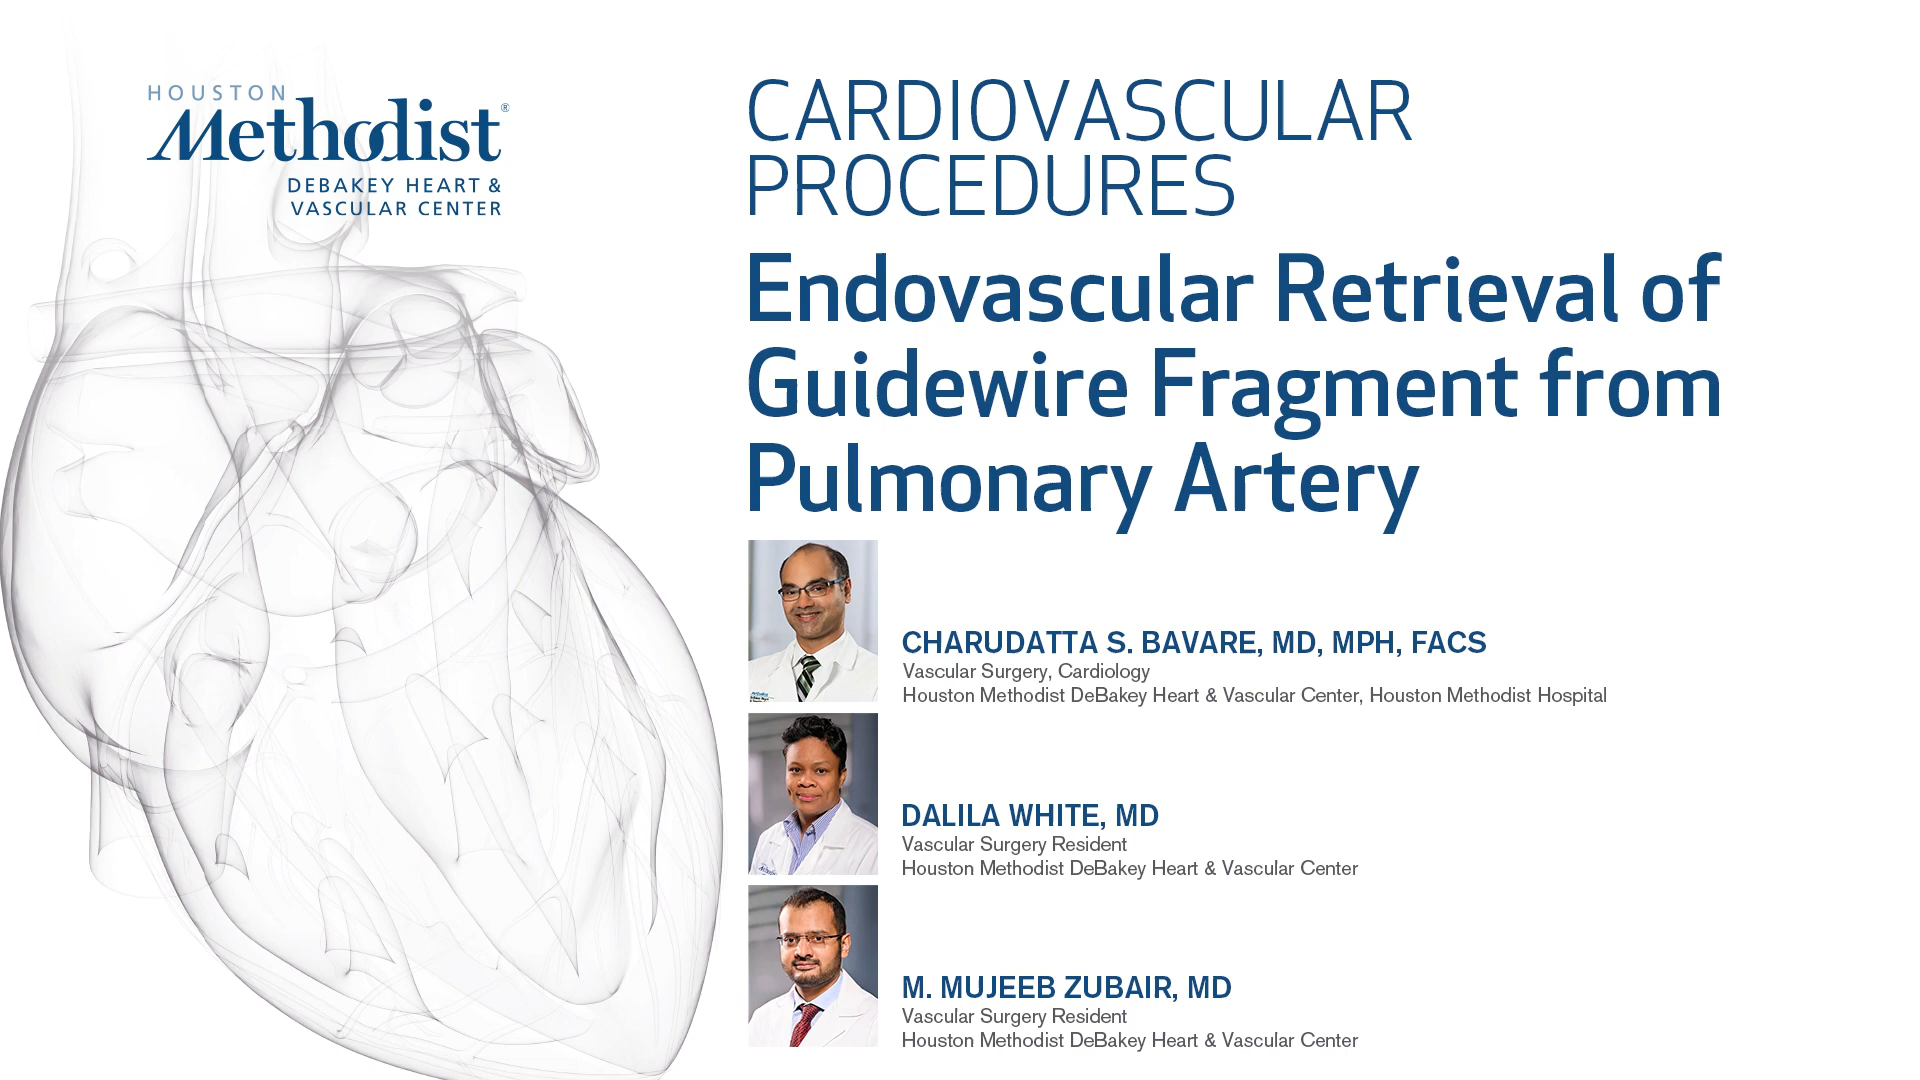 HOUSTON
Methodist®
DEBAKEY HEART &
VASCULAR CENTER
CARDIOVASCULAR
PROCEDURES
Endovascular Retrieval of
Guidewire Fragment from
Pulmonary Artery
CHARUDATTA S. BAVARE, MD, MPH, FACS
Vascular Surgery, Cardiology
Houston Methodist DeBakey Heart & Vascular Center, Houston Methodist Hospital
DALILA WHITE, MD
Vascular Surgery Resident
Houston Methodist DeBakey Heart & Vascular Center
M. MUJEEB ZUBAIR, MD
Vascular Surgery Resident
Houston Methodist DeBakey Heart & Vascular Center